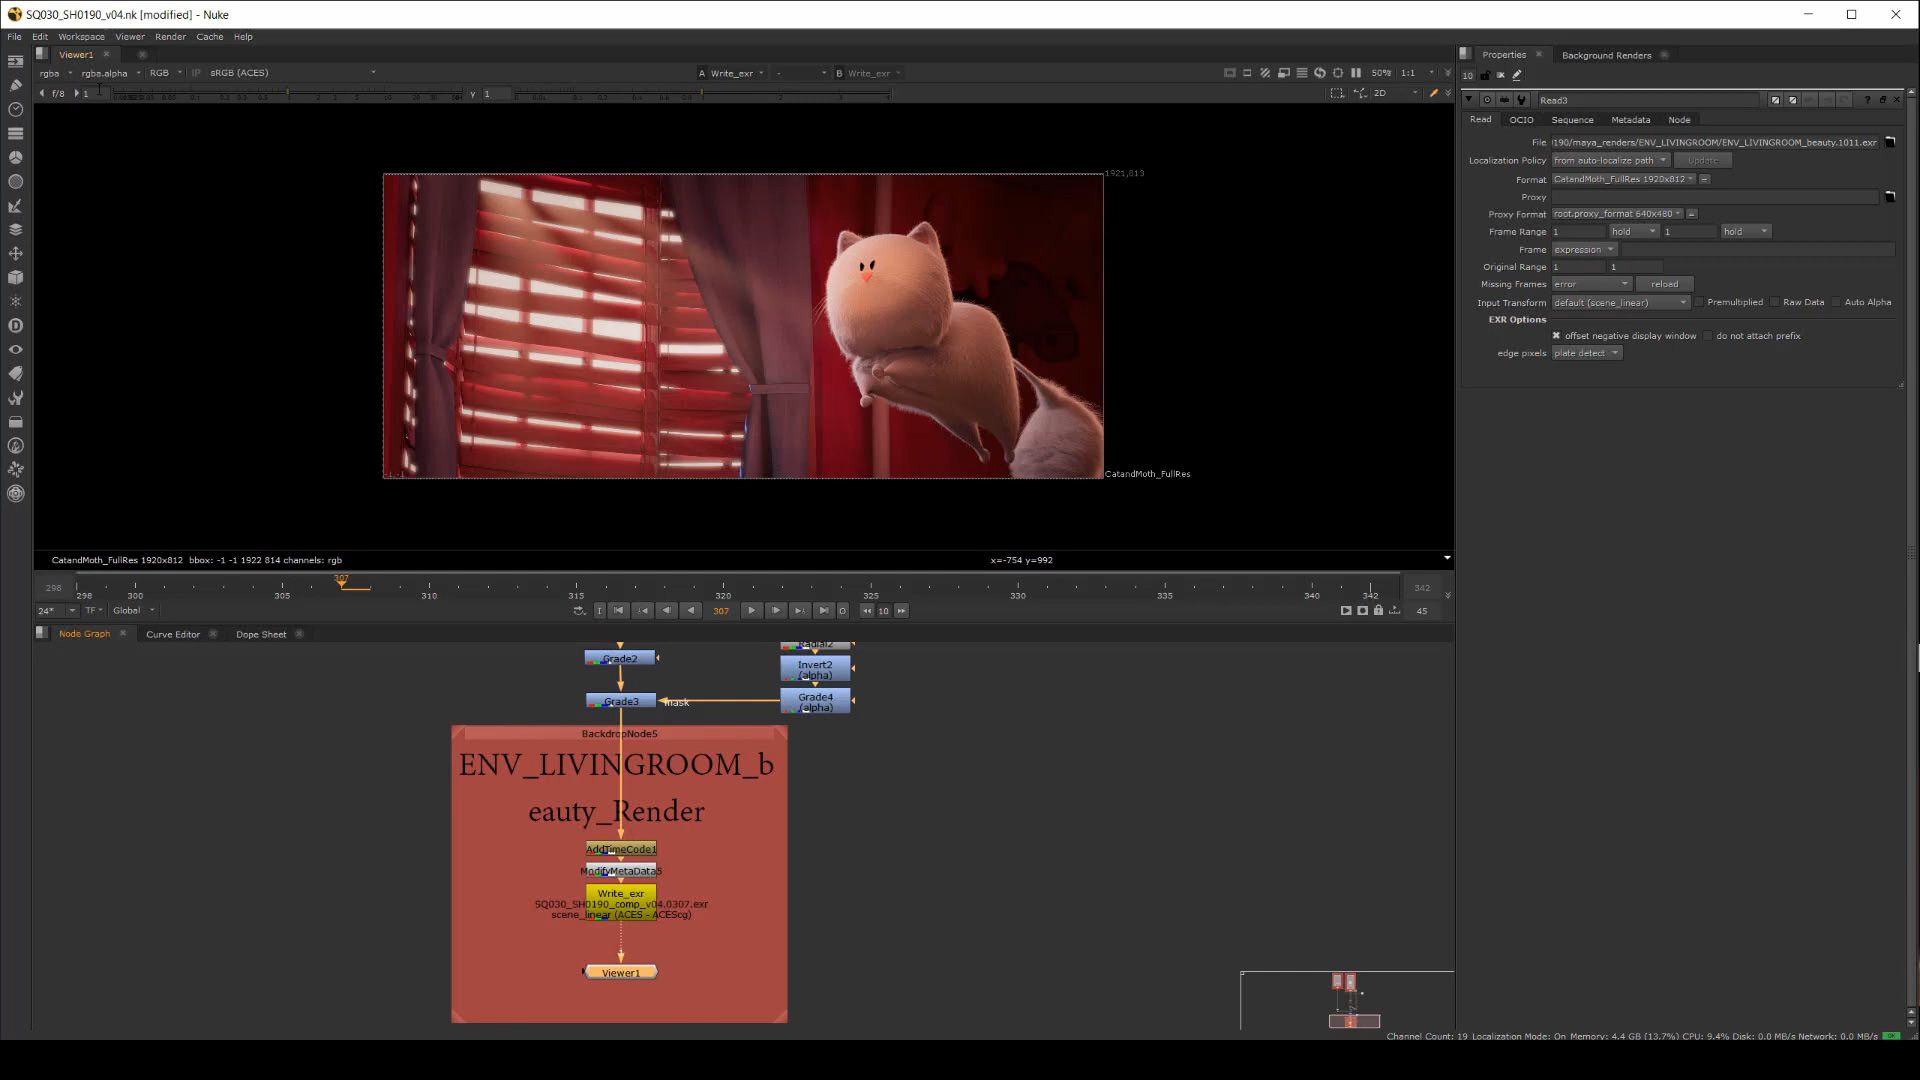 SQ030_SH0190_v04.nk [modified] - Nuke
File Edit Workspace Viewer Render Cache Help
Viewer1
rgba rgba.alpha RGB IP sRGB (ACES) A Write_exr - B Write_exr 50% 1:1
f/8 1 y 1 2D
1921,813
-1,-1
CatandMoth_FullRes
CatandMoth_FullRes 1920x812 bbox: -1 -1 1922 814 channels: rgb x=-754 y=992
307
298 298 300 305 310 315 320 325 330 335 340 342 342
24* TF Global I 307 O 10 45
Node Graph Curve Editor Dope Sheet
Radial2
Grade2
Invert2
(alpha)
Grade3
mask
Grade4
(alpha)
BackdropNode5
ENV_LIVINGROOM_b
eauty_Render
AddTimeCode1
ModifyMetaData5
Write_exr
SQ030_SH0190_comp_v04.0307.exr
scene_linear (ACES - ACEScg)
Viewer1
Properties Background Renders
10
Read3
Read OCIO Sequence Metadata Node
File 190/maya_renders/ENV_LIVINGROOM/ENV_LIVINGROOM_beauty.1011.exr
Localization Policy from auto-localize path Update
Format CatandMoth_FullRes 1920x812
Proxy
Proxy Format root.proxy_format 640x480
Frame Range 1 hold 1 hold
Frame expression
Original Range 1 1
Missing Frames error reload
Input Transform default (scene_linear) Premultiplied Raw Data Auto Alpha
EXR Options
offset negative display window do not attach prefix
edge pixels plate detect
Channel Count: 19 Localization Mode: On Memory: 4.4 GB (13.7%) CPU: 9.4% Disk: 0.0 MB/s Network: 0.0 MB/s